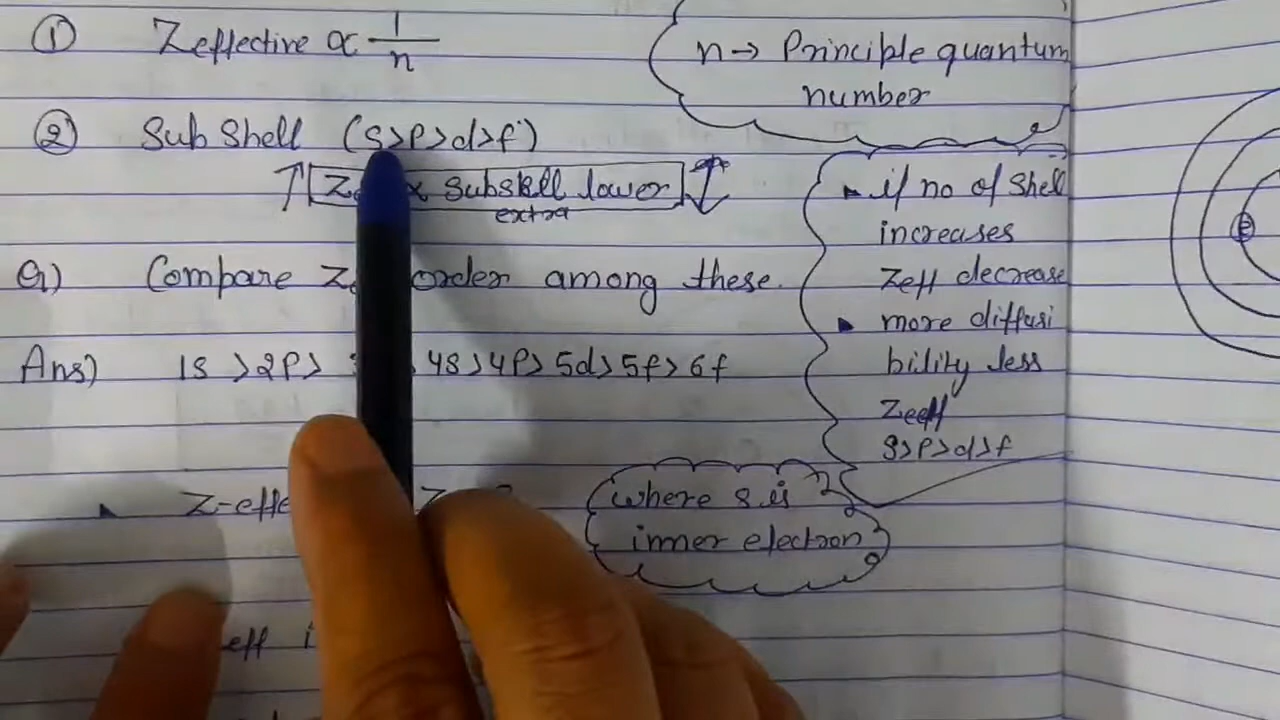 ① Zeffective ∝ 1/n
n → Principle quantum
number
② Sub Shell (s>p>d>f)
↑ subshell lower ↕
extra
Q) Compare order among these.
Ans) 1s >2p> 4s>4p>5d>5f>6f
if no of shell
increases
Zeff decrease
more diffusi
bility less
Zeeff
s>p>d>f
Z-effe
where s is
inner electron
eff i